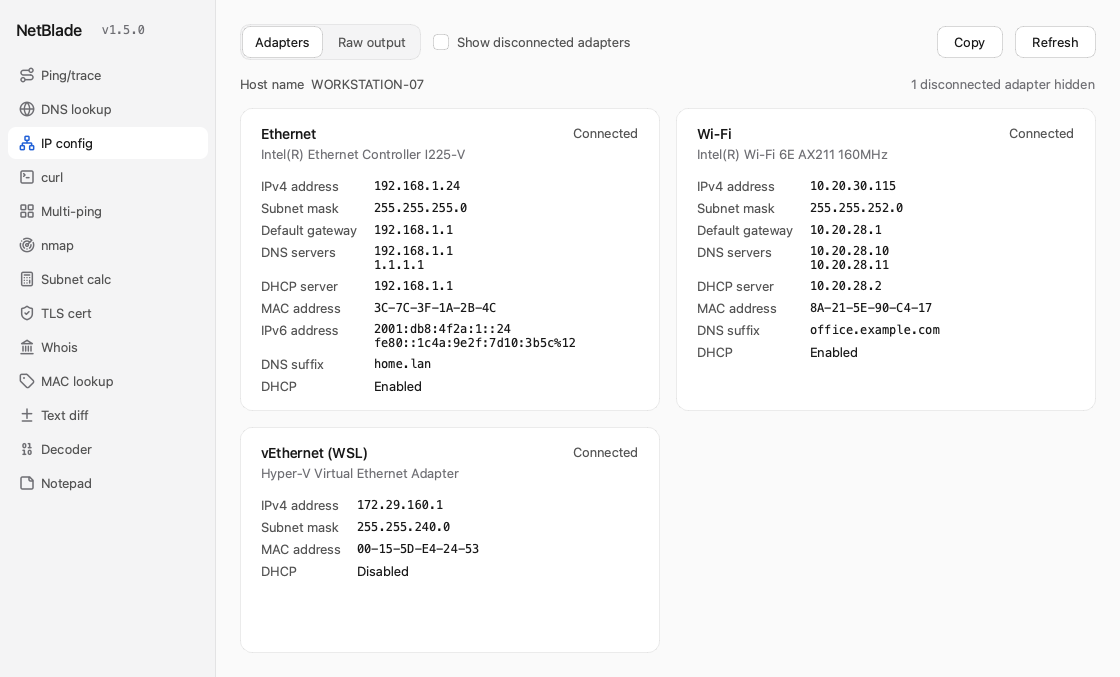 NetBlade v1.5.0
Ping/trace
DNS lookup
IP config
curl
Multi-ping
nmap
Subnet calc
TLS cert
Whois
MAC lookup
Text diff
Decoder
Notepad
Adapters Raw output Show disconnected adapters Copy Refresh
Host name WORKSTATION-07 1 disconnected adapter hidden
Ethernet Connected
Intel(R) Ethernet Controller I225-V
IPv4 address 192.168.1.24
Subnet mask 255.255.255.0
Default gateway 192.168.1.1
DNS servers 192.168.1.1
1.1.1.1
DHCP server 192.168.1.1
MAC address 3C-7C-3F-1A-2B-4C
IPv6 address 2001:db8:4f2a:1::24
fe80::1c4a:9e2f:7d10:3b5c%12
DNS suffix home.lan
DHCP Enabled
Wi-Fi Connected
Intel(R) Wi-Fi 6E AX211 160MHz
IPv4 address 10.20.30.115
Subnet mask 255.255.252.0
Default gateway 10.20.28.1
DNS servers 10.20.28.10
10.20.28.11
DHCP server 10.20.28.2
MAC address 8A-21-5E-90-C4-17
DNS suffix office.example.com
DHCP Enabled
vEthernet (WSL) Connected
Hyper-V Virtual Ethernet Adapter
IPv4 address 172.29.160.1
Subnet mask 255.255.240.0
MAC address 00-15-5D-E4-24-53
DHCP Disabled